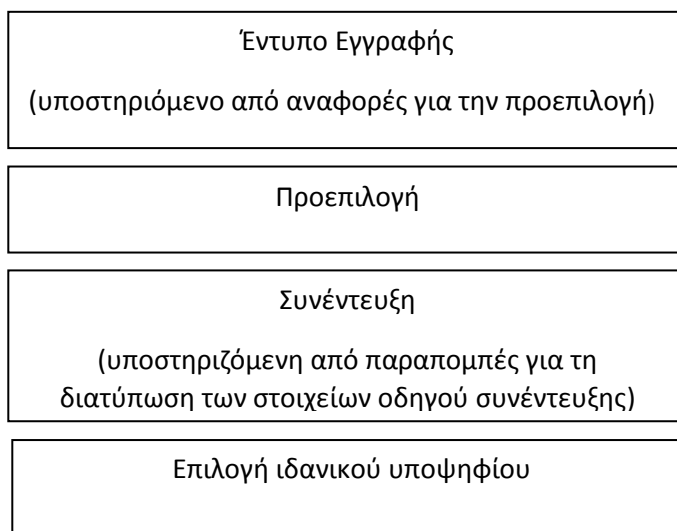 Έντυπο Εγγραφής
(υποστηριόμενο από αναφορές για την προεπιλογή)
Προεπιλογή
Συνέντευξη
(υποστηριζόμενη από παραπομπές για τη
διατύπωση των στοιχείων οδηγού συνέντευξης)
Επιλογή ιδανικού υποψηφίου